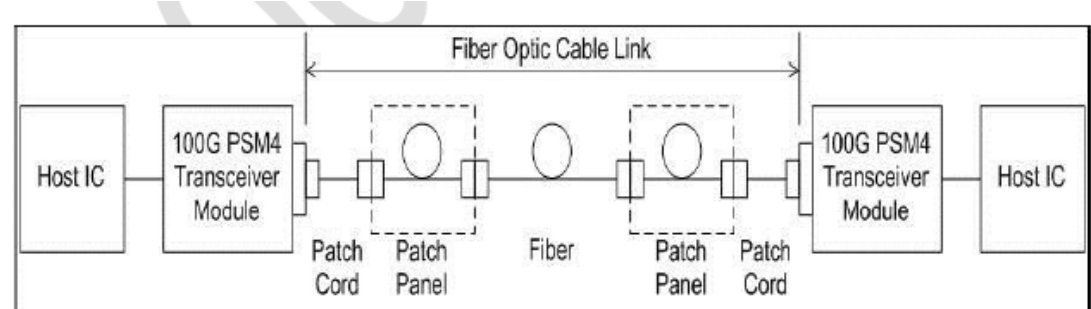 Fiber Optic Cable Link
Host IC
100G PSM4
Transceiver
Module
100G PSM4
Transceiver
Module
Host IC
Patch
Cord
Patch
Panel
Fiber
Patch
Panel
Patch
Cord